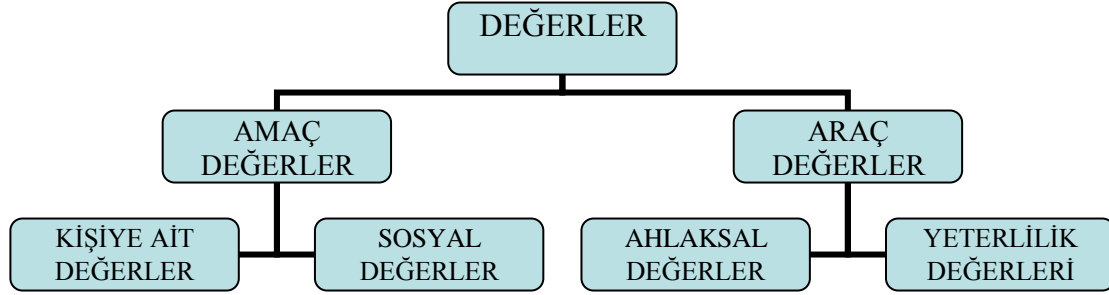 DEĞERLER
AMAÇ
DEĞERLER
ARAÇ
DEĞERLER
KİŞİYE AİT
DEĞERLER
SOSYAL
DEĞERLER
AHLAKSAL
DEĞERLER
YETERLİLİK
DEĞERLERİ